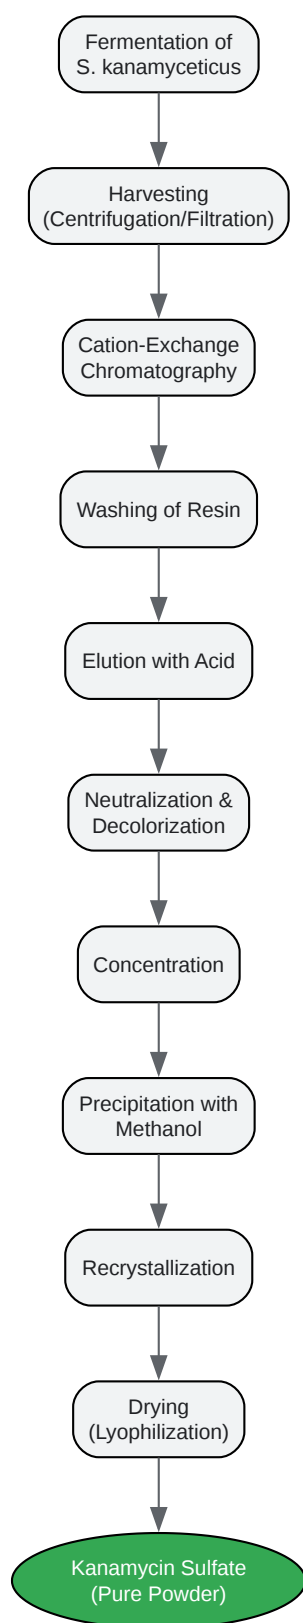 Fermentation of
S. kanamyceticus
Harvesting
(Centrifugation/Filtration)
Cation-Exchange
Chromatography
Washing of Resin
Elution with Acid
Neutralization &
Decolorization
Concentration
Precipitation with
Methanol
Recrystallization
Drying
(Lyophilization)
Kanamycin Sulfate
(Pure Powder)